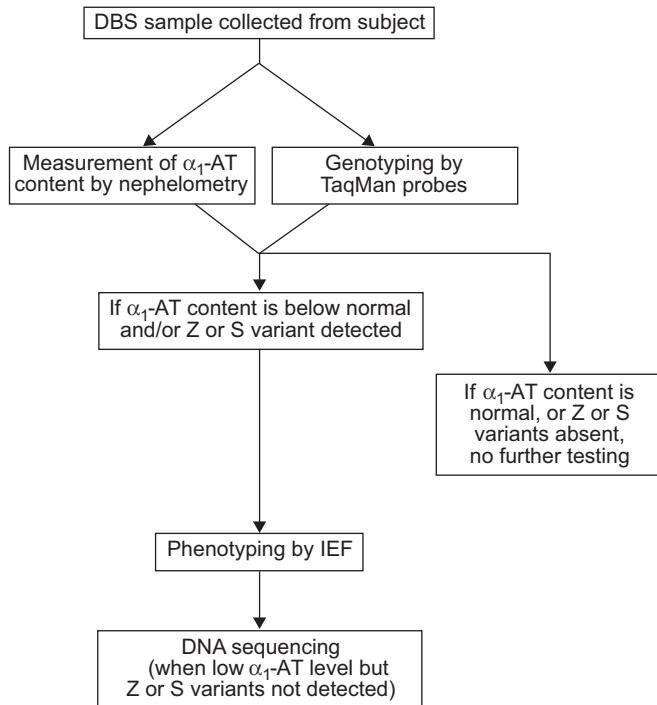 DBS sample collected from subject
Measurement of α₁-AT
content by nephelometry
Genotyping by
TaqMan probes
If α₁-AT content is below normal
and/or Z or S variant detected
If α₁-AT content is
normal, or Z or S
variants absent,
no further testing
Phenotyping by IEF
DNA sequencing
(when low α₁-AT level but
Z or S variants not detected)